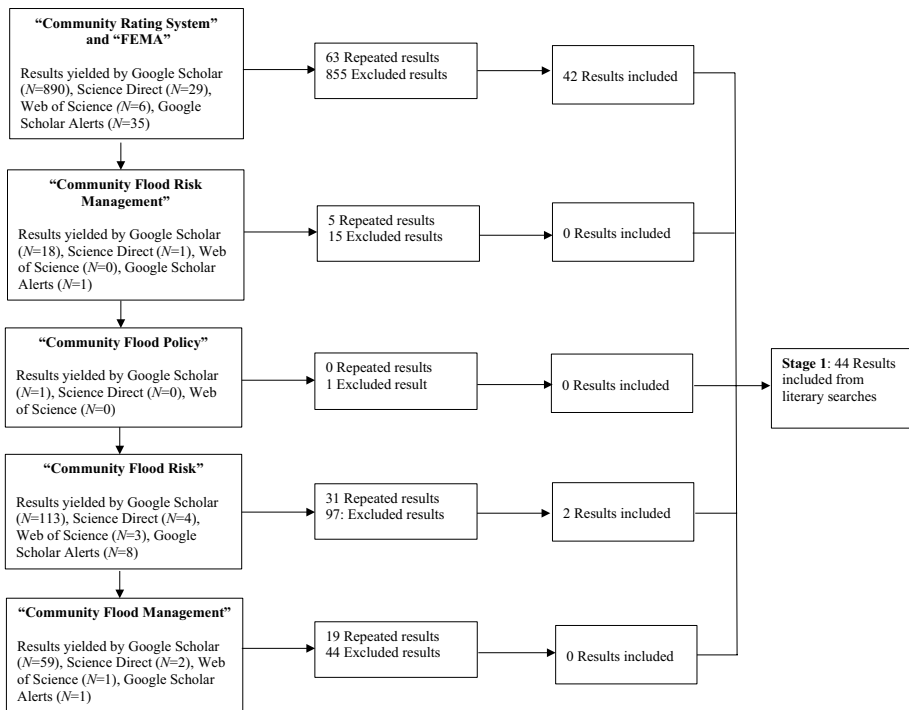 “Community Rating System”
and “FEMA”
Results yielded by Google Scholar
(N=890), Science Direct (N=29),
Web of Science (N=6), Google
Scholar Alerts (N=35)
63 Repeated results
855 Excluded results
42 Results included
“Community Flood Risk
Management”
Results yielded by Google Scholar
(N=18), Science Direct (N=1), Web
of Science (N=0), Google Scholar
Alerts (N=1)
5 Repeated results
15 Excluded results
0 Results included
“Community Flood Policy”
Results yielded by Google Scholar
(N=1), Science Direct (N=0), Web
of Science (N=0)
0 Repeated results
1 Excluded result
0 Results included
Stage 1: 44 Results
included from
literary searches
“Community Flood Risk”
Results yielded by Google Scholar
(N=113), Science Direct (N=4),
Web of Science (N=3), Google
Scholar Alerts (N=8)
31 Repeated results
97: Excluded results
2 Results included
“Community Flood Management”
Results yielded by Google Scholar
(N=59), Science Direct (N=2), Web
of Science (N=1), Google Scholar
Alerts (N=1)
19 Repeated results
44 Excluded results
0 Results included